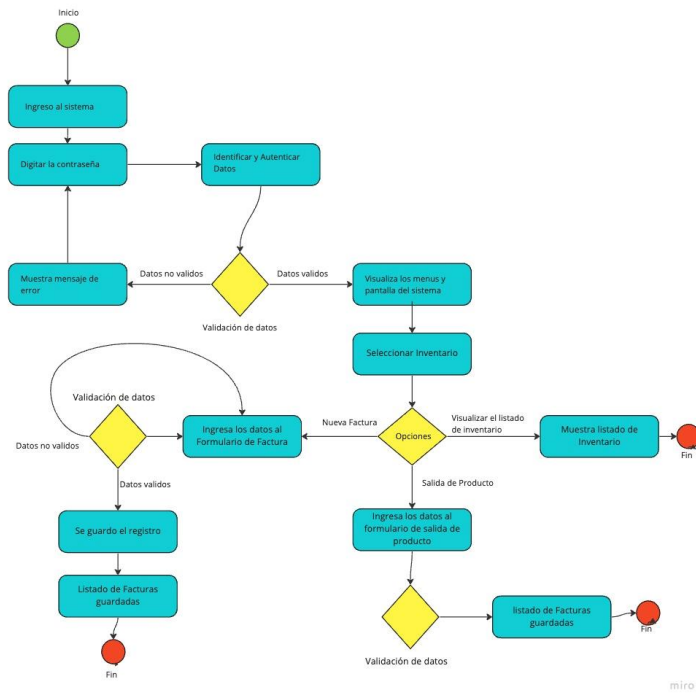 Inicio
Ingreso al sistema
Digitar la contraseña
Identificar y Autenticar
Datos
Muestra mensaje de
error
Datos no validos
Datos validos
Visualiza los menus y
pantalla del sistema
Validación de datos
Seleccionar Inventario
Validación de datos
Datos no validos
Ingresa los datos al
Formulario de Factura
Nueva Factura
Opciones
Visualizar el listado
de inventario
Muestra listado de
Inventario
Fin
Datos validos
Salida de Producto
Se guardo el registro
Ingresa los datos al
formulario de salida de
producto
Listado de Facturas
guardadas
listado de Facturas
guardadas
Fin
Validación de datos
Fin
miro